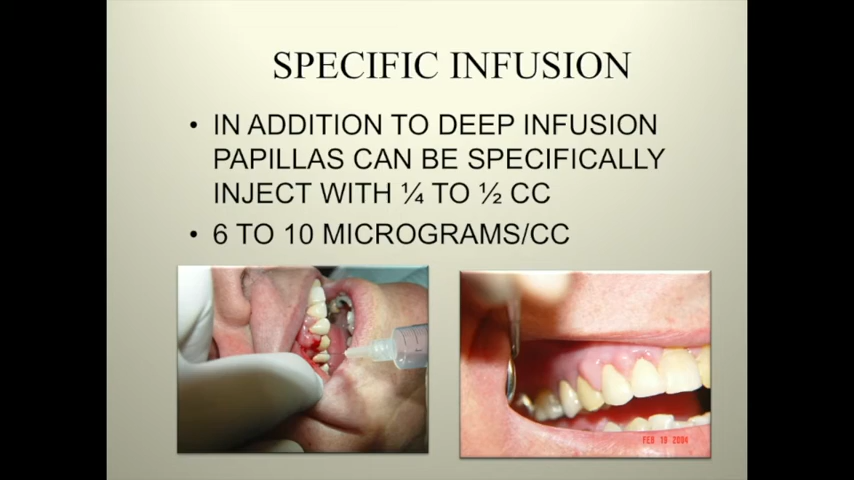 SPECIFIC INFUSION
• IN ADDITION TO DEEP INFUSION
PAPILLAS CAN BE SPECIFICALLY
INJECT WITH ¼ TO ½ CC
• 6 TO 10 MICROGRAMS/CC
FEB 19 2004